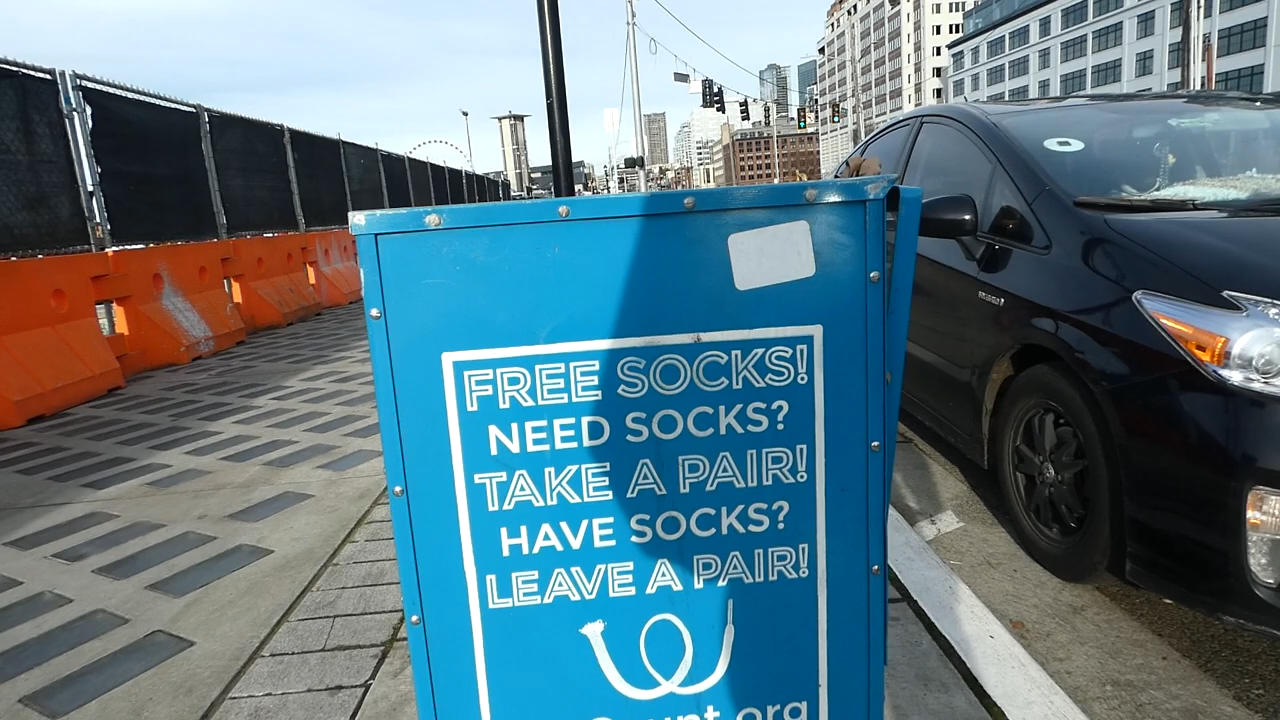 FREE SOCKS!
NEED SOCKS?
TAKE A PAIR!
HAVE SOCKS?
LEAVE A PAIR!